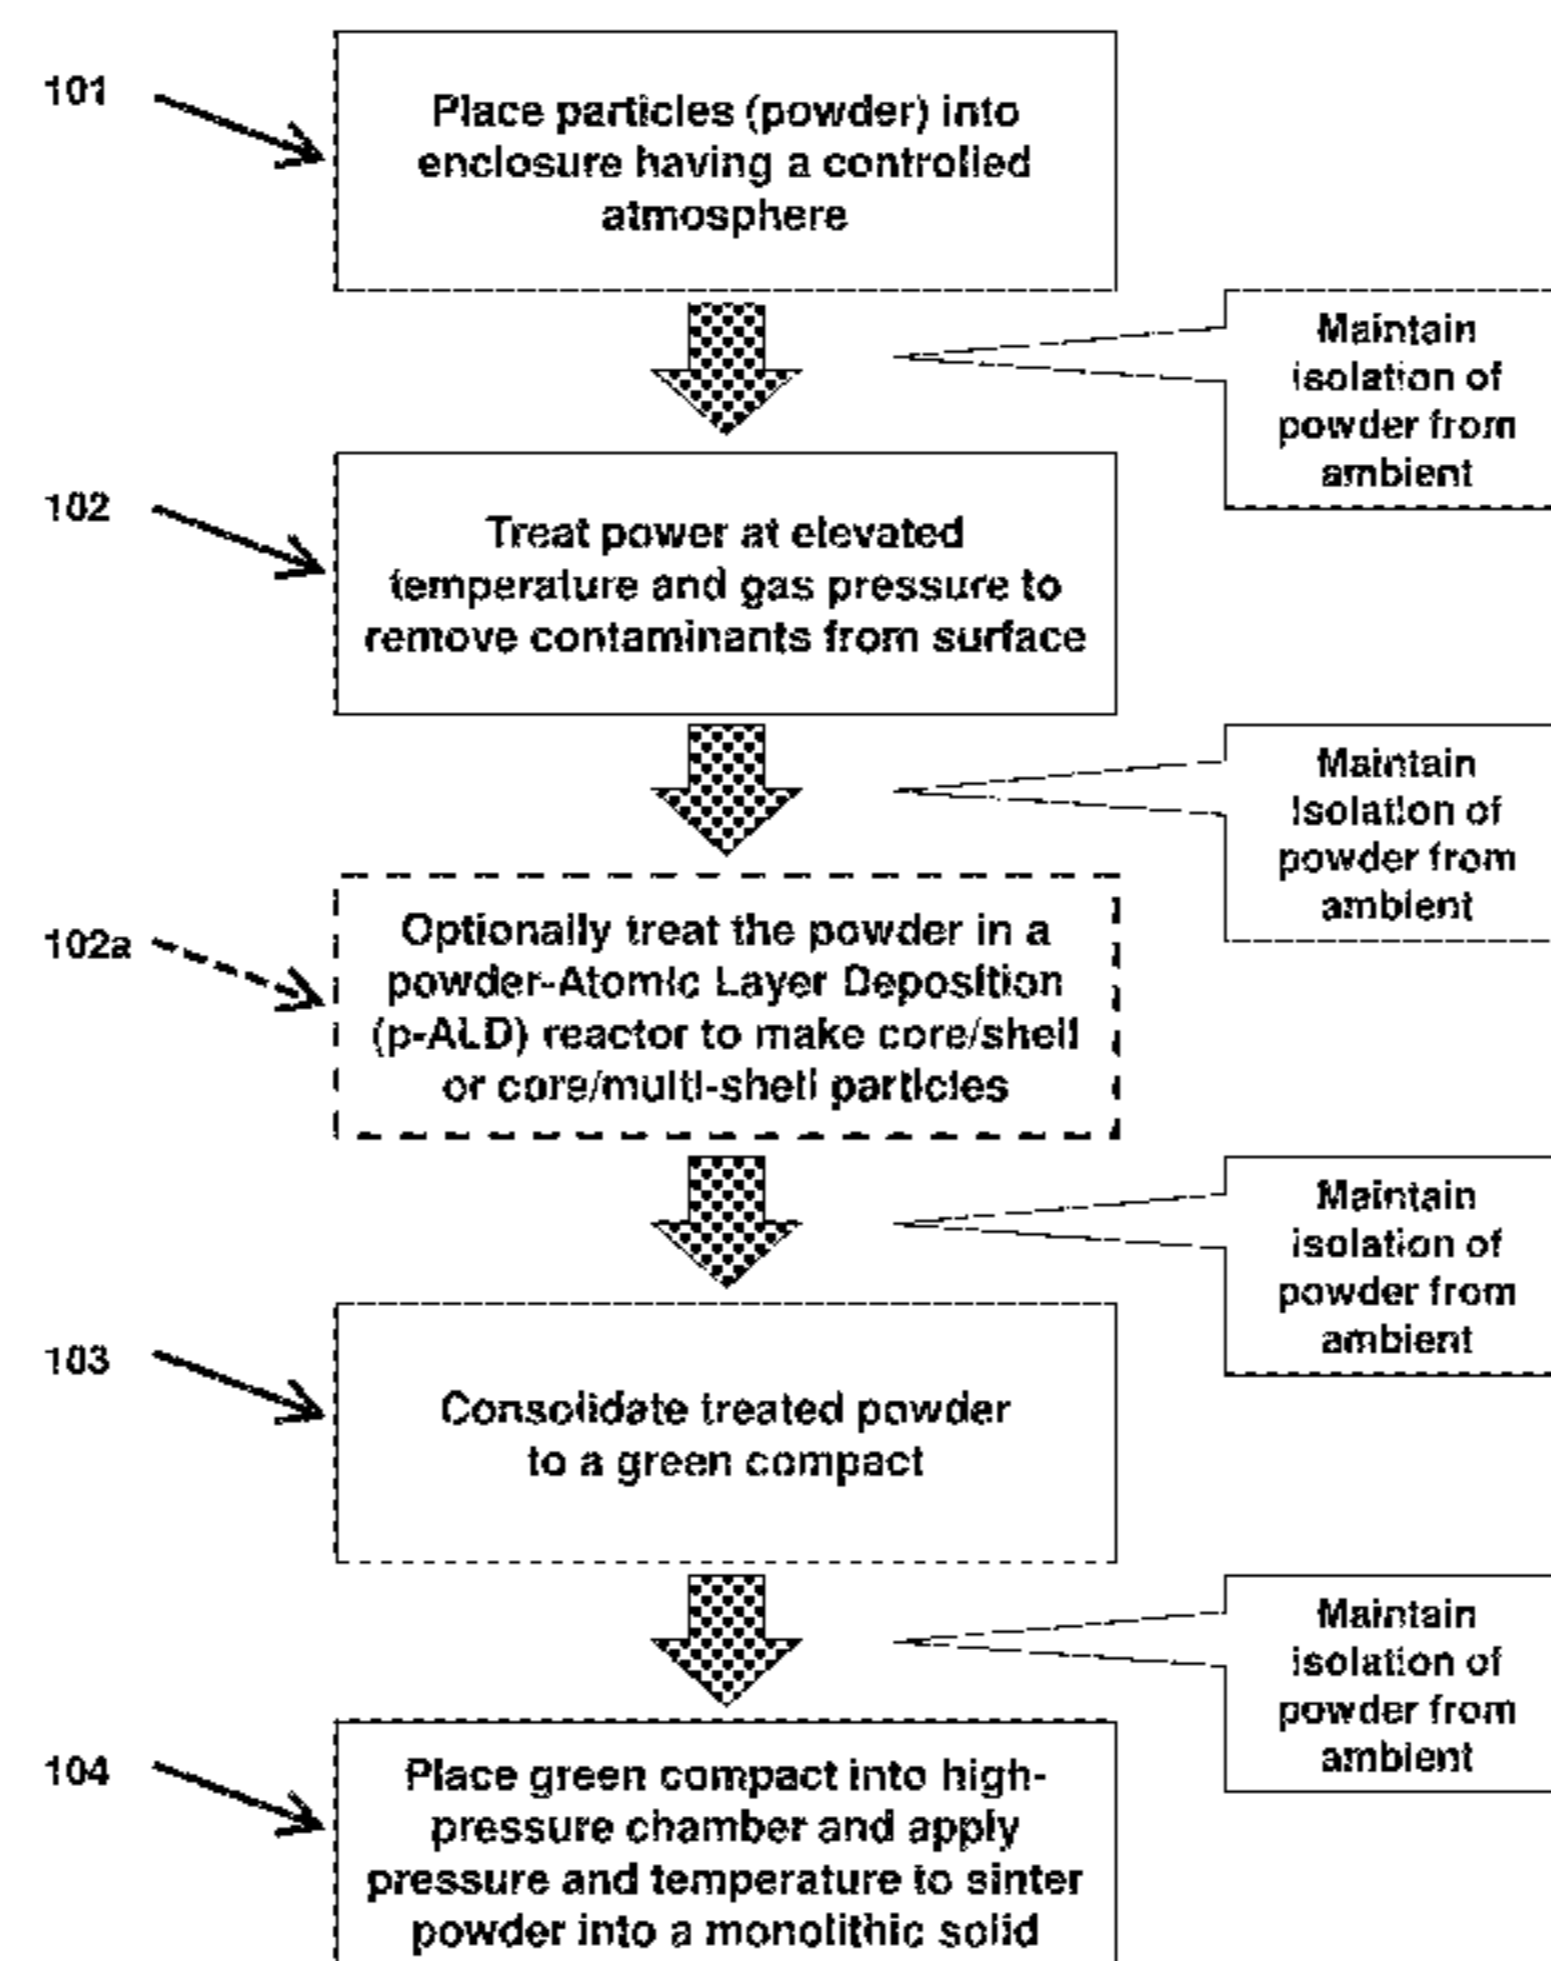 101
Place particles (powder) into
enclosure having a controlled
atmosphere
Maintain
isolation of
powder from
ambient
102
Treat power at elevated
temperature and gas pressure to
remove contaminants from surface
Maintain
isolation of
powder from
ambient
102a
Optionally treat the powder in a
powder-Atomic Layer Deposition
(p-ALD) reactor to make core/shell
or core/multi-shell particles
Maintain
isolation of
powder from
ambient
103
Consolidate treated powder
to a green compact
Maintain
isolation of
powder from
ambient
104
Place green compact into high-
pressure chamber and apply
pressure and temperature to sinter
powder into a monolithic solid